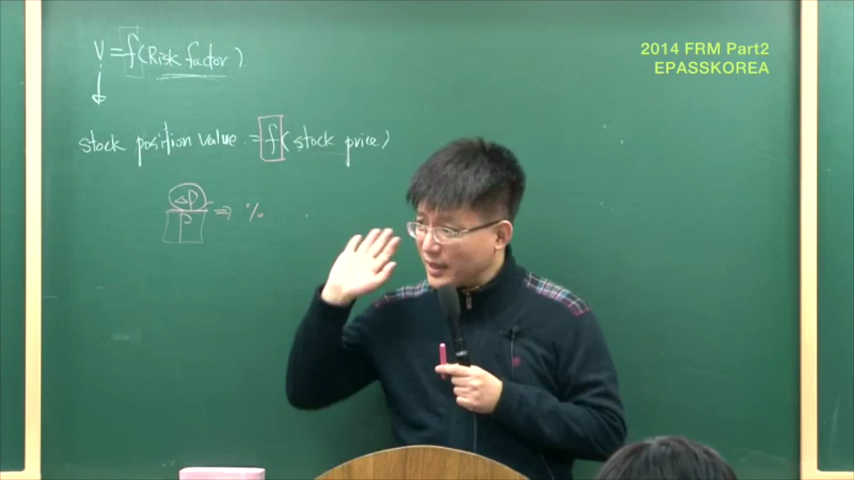 V = f(Risk factor).
2014 FRM Part2
EPASSKOREA
stock position value = f(stock price)
ΔP
P
⇒ %